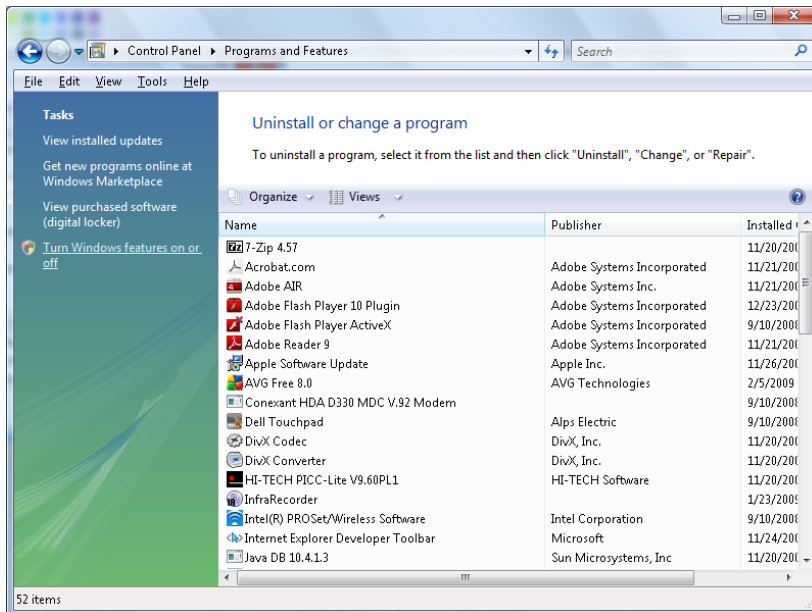 Control Panel ▸ Programs and Features
Search
File Edit View Tools Help
Tasks
View installed updates
Get new programs online at
Windows Marketplace
View purchased software
(digital locker)
Turn Windows features on or
off
Uninstall or change a program
To uninstall a program, select it from the list and then click "Uninstall", "Change", or "Repair".
Organize Views
Name Publisher Installed
7-Zip 4.57 11/20/200
Acrobat.com Adobe Systems Incorporated 11/21/200
Adobe AIR Adobe Systems Inc. 11/21/200
Adobe Flash Player 10 Plugin Adobe Systems Incorporated 12/23/200
Adobe Flash Player ActiveX Adobe Systems Incorporated 9/10/2008
Adobe Reader 9 Adobe Systems Incorporated 11/21/200
Apple Software Update Apple Inc. 11/26/200
AVG Free 8.0 AVG Technologies 2/5/2009
Conexant HDA D330 MDC V.92 Modem 9/10/2008
Dell Touchpad Alps Electric 9/10/2008
DivX Codec DivX, Inc. 11/20/200
DivX Converter DivX, Inc. 11/20/200
HI-TECH PICC-Lite V9.60PL1 HI-TECH Software 11/20/200
InfraRecorder 1/23/2009
Intel(R) PROSet/Wireless Software Intel Corporation 9/10/2008
Internet Explorer Developer Toolbar Microsoft 11/24/200
Java DB 10.4.1.3 Sun Microsystems, Inc 11/20/200
52 items